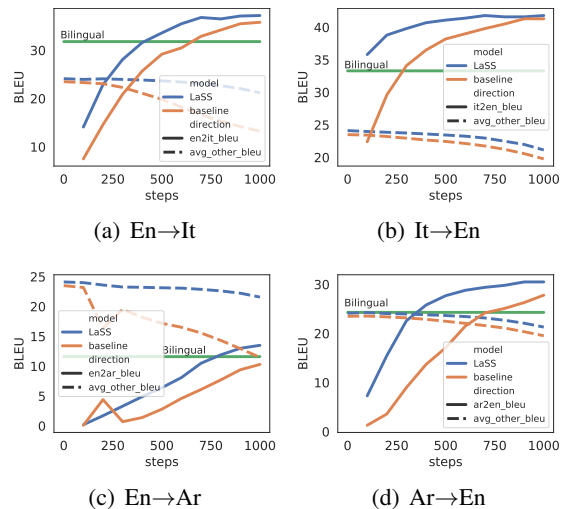 BLEU
30
20
10
Bilingual
model
LaSS
baseline
direction
en2it_bleu
avg_other_bleu
0 250 500 750 1000
steps
(a) En→It
BLEU
40
35
30
25
20
Bilingual
model
LaSS
baseline
direction
it2en_bleu
avg_other_bleu
0 250 500 750 1000
steps
(b) It→En
BLEU
25
20
15
10
5
0
model
LaSS
baseline
direction
en2ar_bleu
avg_other_bleu
Bilingual
0 250 500 750 1000
steps
(c) En→Ar
BLEU
30
20
10
0
Bilingual
model
LaSS
baseline
direction
ar2en_bleu
avg_other_bleu
0 250 500 750 1000
steps
(d) Ar→En